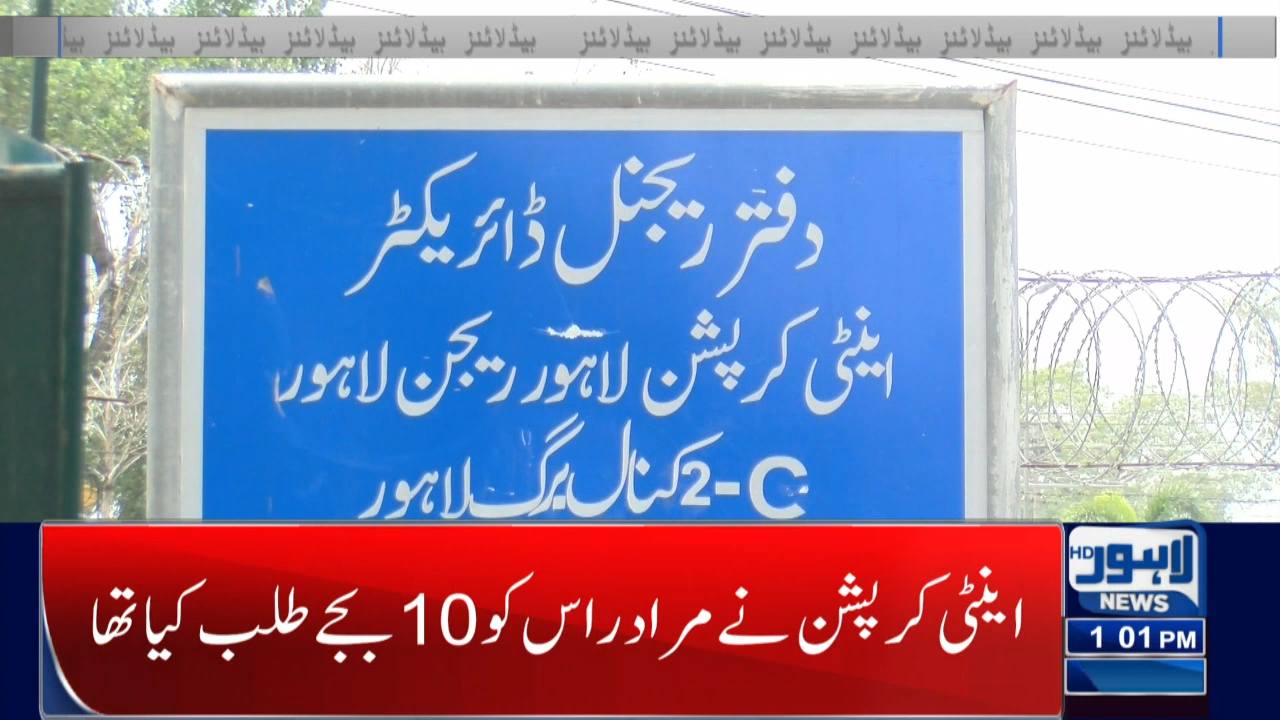 ہیڈلائنز ہیڈلائنز ہیڈلائنز ہیڈلائنز ہیڈلائنز ہیڈلائنز ہیڈلائنز ہیڈلائنز ہیڈلائنز ہیڈلائنز ہیڈلائنز ہیڈلائنز
دفتر ریجنل ڈائریکٹر
اینٹی کرپشن لاہور ریجن لاہور
2-C کنال برگ لاہور
اینٹی کرپشن نے مراد راس کو 10 بجے طلب کیا تھا
لاہور HD
NEWS
1 01 PM